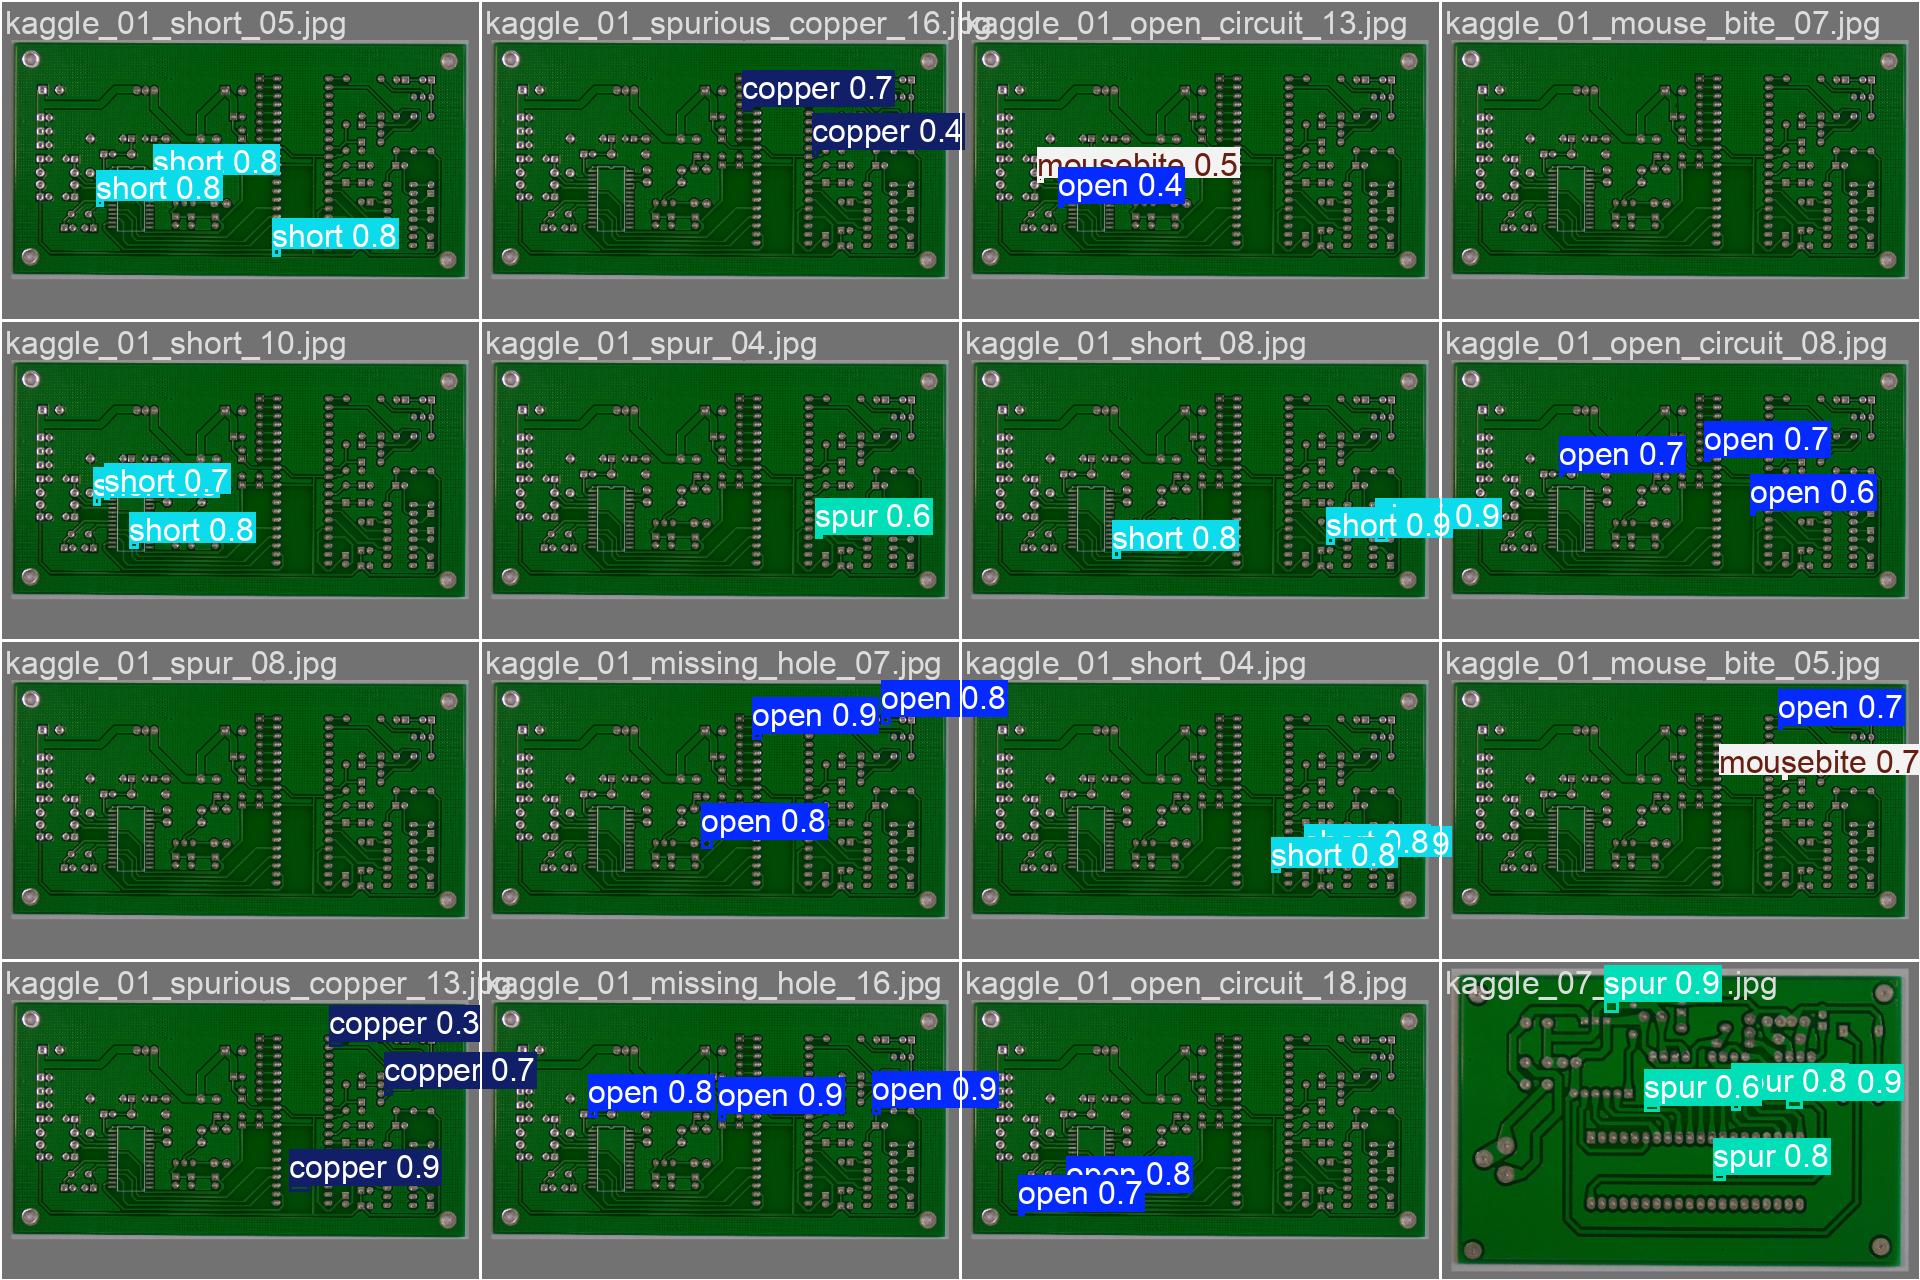 kaggle_01_short_05.jpg
short 0.8
short 0.8
short 0.8
kaggle_01_spurious_copper_16.jpg
copper 0.7
copper 0.4
kaggle_01_open_circuit_13.jpg
mousebite 0.5
open 0.4
kaggle_01_mouse_bite_07.jpg
kaggle_01_short_10.jpg
short 0.7
short 0.8
kaggle_01_spur_04.jpg
spur 0.6
kaggle_01_short_08.jpg
0.9
short 0.9
short 0.8
kaggle_01_open_circuit_08.jpg
open 0.7
open 0.7
open 0.6
kaggle_01_spur_08.jpg
kaggle_01_missing_hole_07.jpg
open 0.8
open 0.9
open 0.8
kaggle_01_short_04.jpg
short 0.8
kaggle_01_mouse_bite_05.jpg
open 0.7
mousebite 0.7
kaggle_01_spurious_copper_13.jpg
copper 0.3
copper 0.7
copper 0.9
kaggle_01_missing_hole_16.jpg
open 0.8
open 0.9
open 0.9
kaggle_01_open_circuit_18.jpg
open 0.8
open 0.7
kaggle_07_
.jpg
spur 0.9
spur 0.6
0.8
0.9
spur 0.8